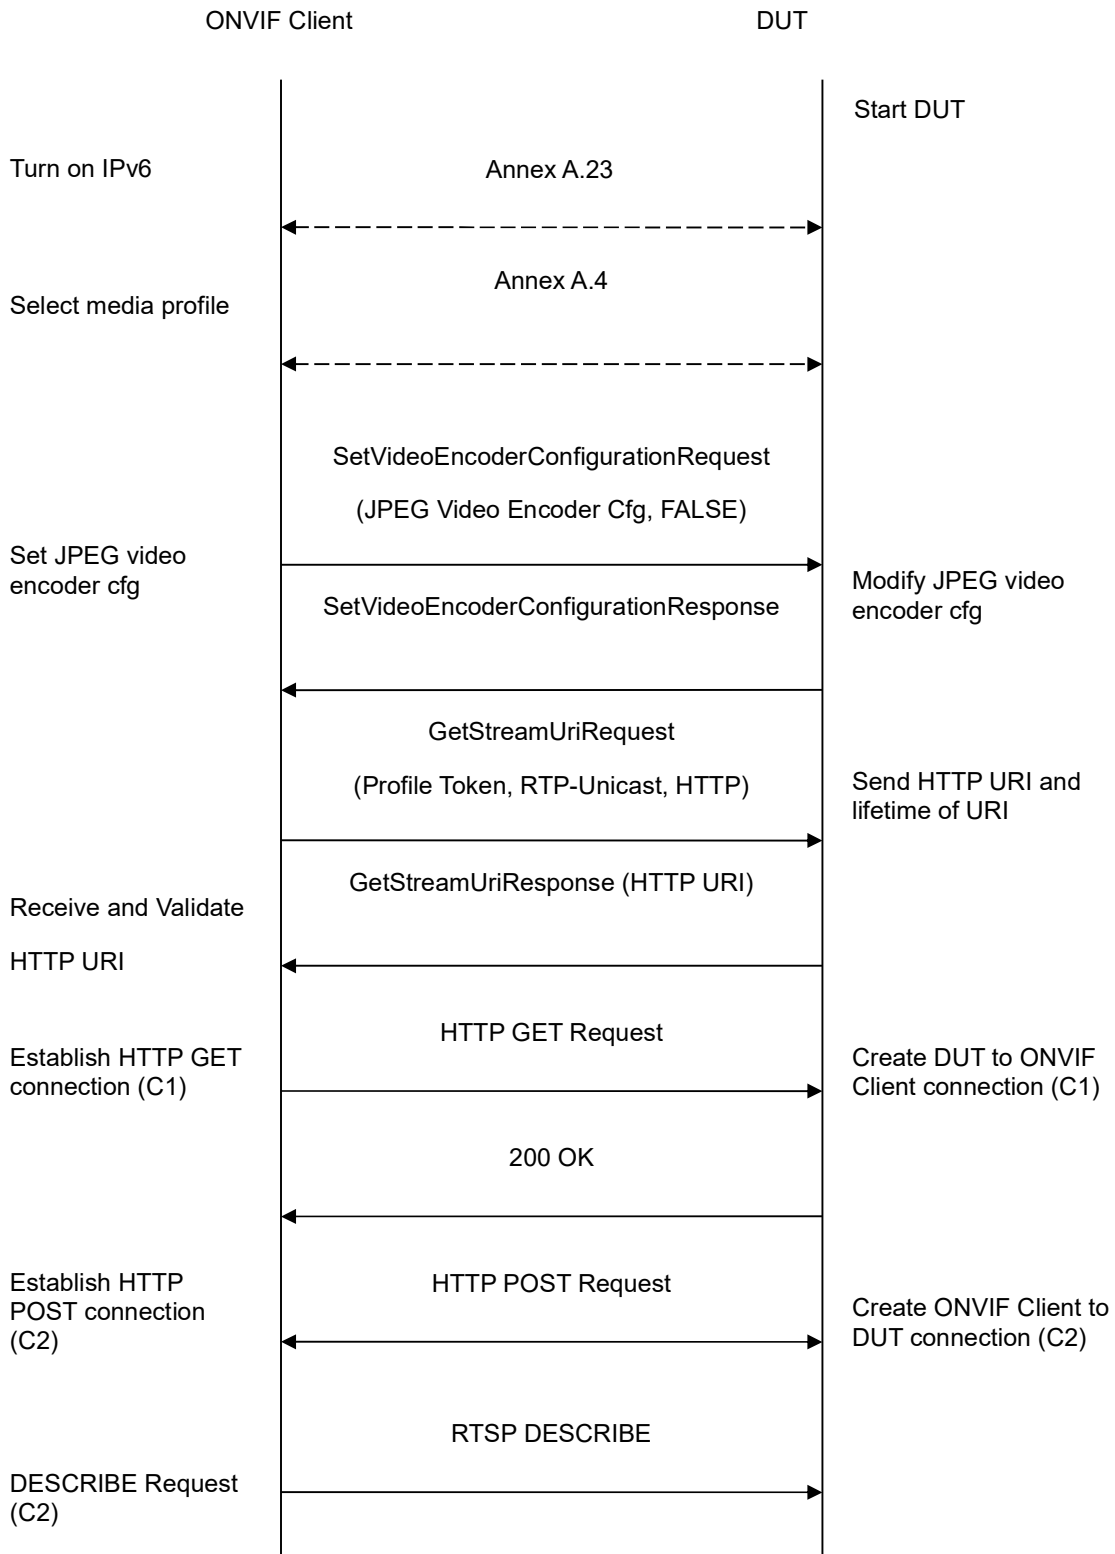 ONVIF Client
DUT
Start DUT
Turn on IPv6
Annex A.23
Annex A.4
Select media profile
SetVideoEncoderConfigurationRequest
(JPEG Video Encoder Cfg, FALSE)
Set JPEG video
encoder cfg
Modify JPEG video
encoder cfg
SetVideoEncoderConfigurationResponse
GetStreamUriRequest
(Profile Token, RTP-Unicast, HTTP)
Send HTTP URI and
lifetime of URI
GetStreamUriResponse (HTTP URI)
Receive and Validate
HTTP URI
HTTP GET Request
Establish HTTP GET
connection (C1)
Create DUT to ONVIF
Client connection (C1)
200 OK
Establish HTTP
POST connection
(C2)
HTTP POST Request
Create ONVIF Client to
DUT connection (C2)
RTSP DESCRIBE
DESCRIBE Request
(C2)